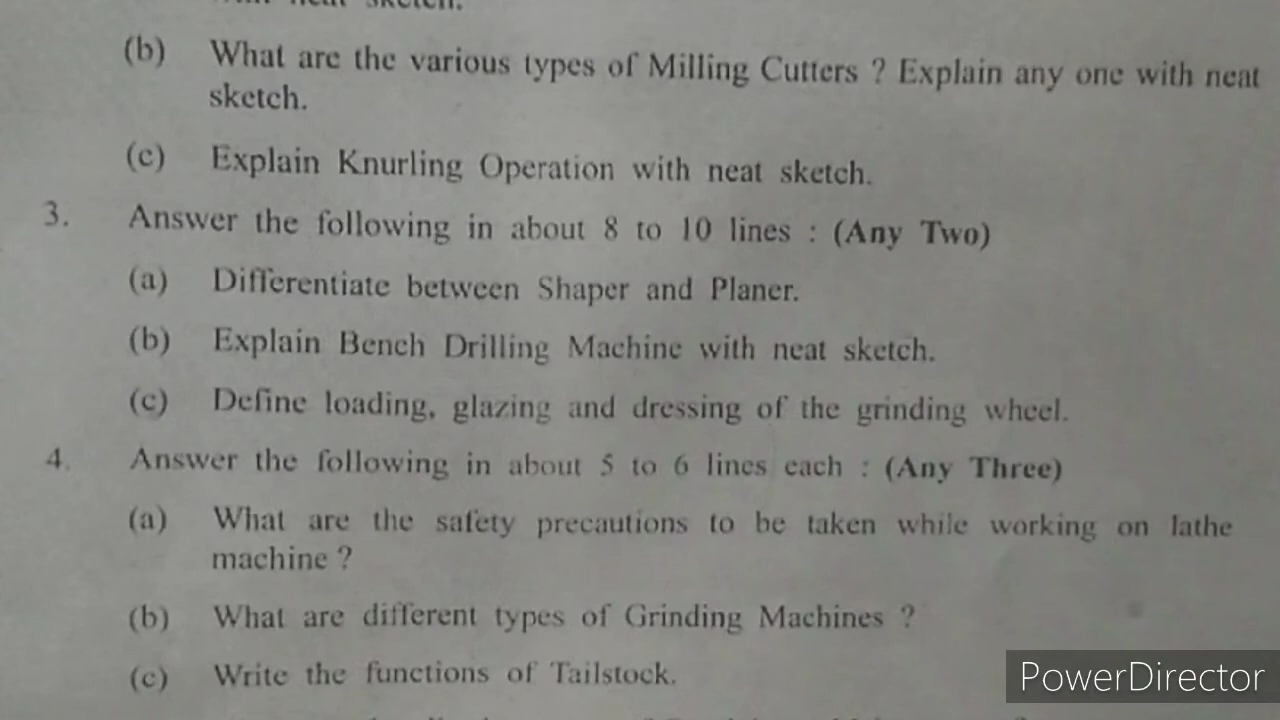 with neat sketch.
(b) What are the various types of Milling Cutters ? Explain any one with neat
sketch.
(c) Explain Knurling Operation with neat sketch.
3. Answer the following in about 8 to 10 lines : (Any Two)
(a) Differentiate between Shaper and Planer.
(b) Explain Bench Drilling Machine with neat sketch.
(c) Define loading, glazing and dressing of the grinding wheel.
4. Answer the following in about 5 to 6 lines each : (Any Three)
(a) What are the safety precautions to be taken while working on lathe
machine ?
(b) What are different types of Grinding Machines ?
(c) Write the functions of Tailstock.
PowerDirector